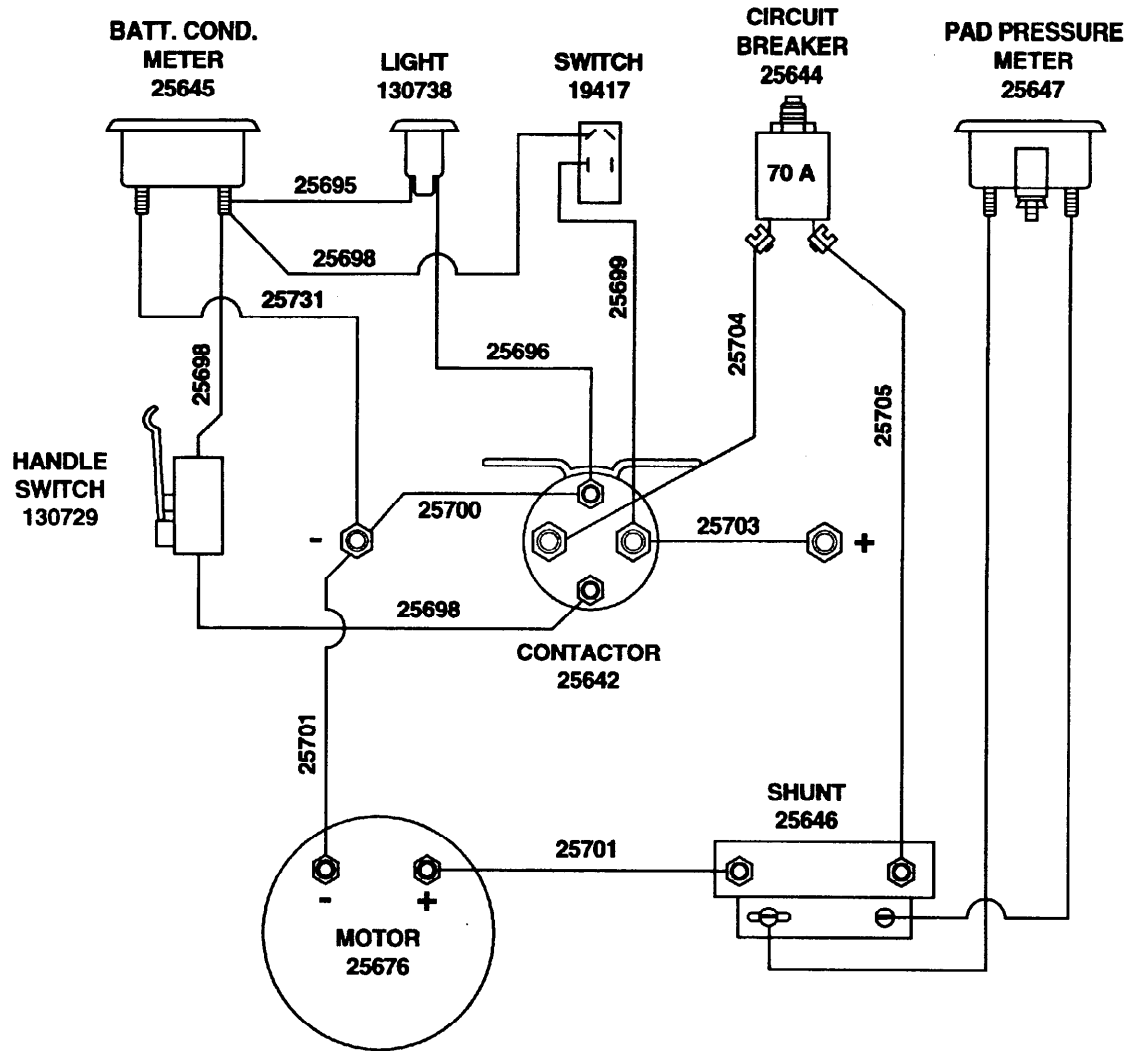 BATT. COND.
METER
25645
LIGHT
130738
SWITCH
19417
CIRCUIT
BREAKER
25644
PAD PRESSURE
METER
25647
70 A
25695
25698
25731
25699
25704
25696
25698
25705
HANDLE
SWITCH
130729
25700
25703
-
+
25698
CONTACTOR
25642
25701
SHUNT
25646
25701
-
+
MOTOR
25676